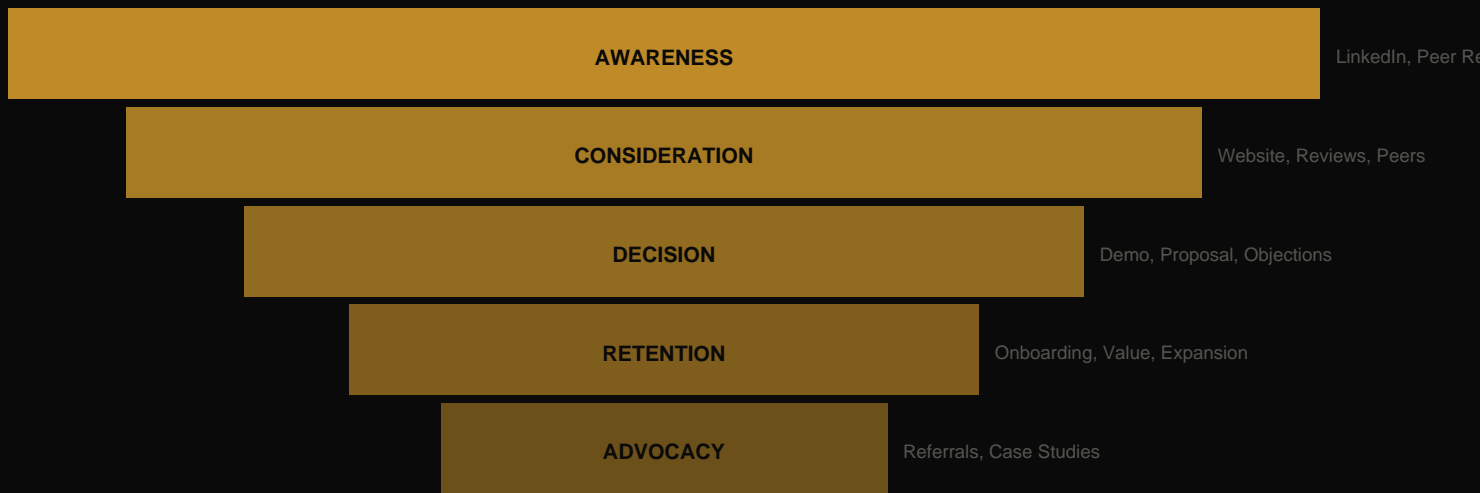 AWARENESS
LinkedIn, Peer
CONSIDERATION
Website, Reviews, Peers
DECISION
Demo, Proposal, Objections
RETENTION
Onboarding, Value, Expansion
ADVOCACY
Referrals, Case Studies